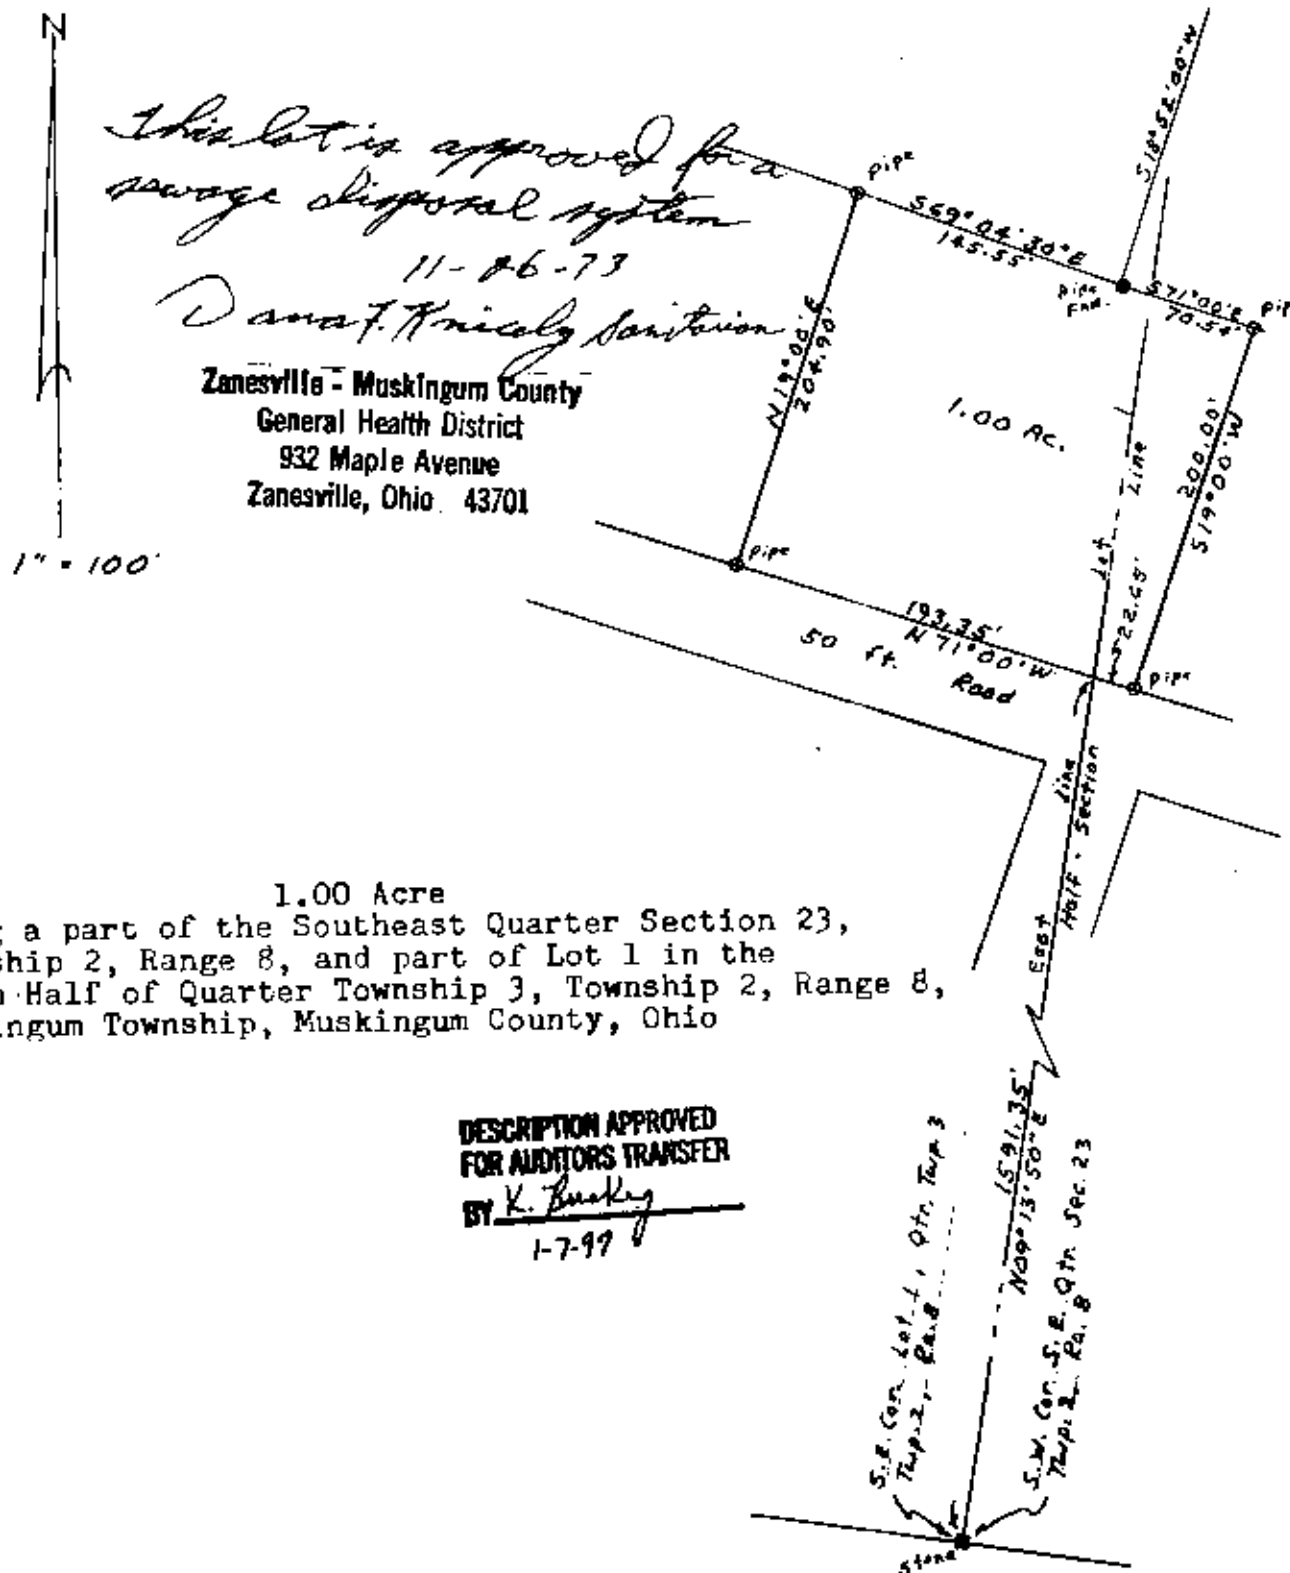 N
This lot is approved for a
sewage disposal system
11-26-73
Dana F. Knicely Sanitarian
Zanesville - Muskingum County
General Health District
932 Maple Avenue
Zanesville, Ohio 43701
1" = 100'
pipe
S69°04'30"E
145.55'
S18°52'00"W
pipe
Fnd.
S71°00'E
70.54
pip
N19°00'E
204.90'
1.00 Ac.
200.00'
S19°00'W
Lot Line
22.65'
pipe
193.35'
N 71°00'W
pipe
50 ft. Road
East Half - Section
Line
1.00 Acre
a part of the Southeast Quarter Section 23,
ship 2, Range 8, and part of Lot 1 in the
Half of Quarter Township 3, Township 2, Range 8,
ingum Township, Muskingum County, Ohio
DESCRIPTION APPROVED
FOR AUDITORS TRANSFER
BY K.
1-7-97
1591.35'
N09°13'50"E
S.E. Cor. Lot 1, Qtr. Twp 3
Twp. 2, Ra. 8
S.W. Cor. S.E. Qtr. Sec. 23
Twp. 2 Ra. 8
Stone